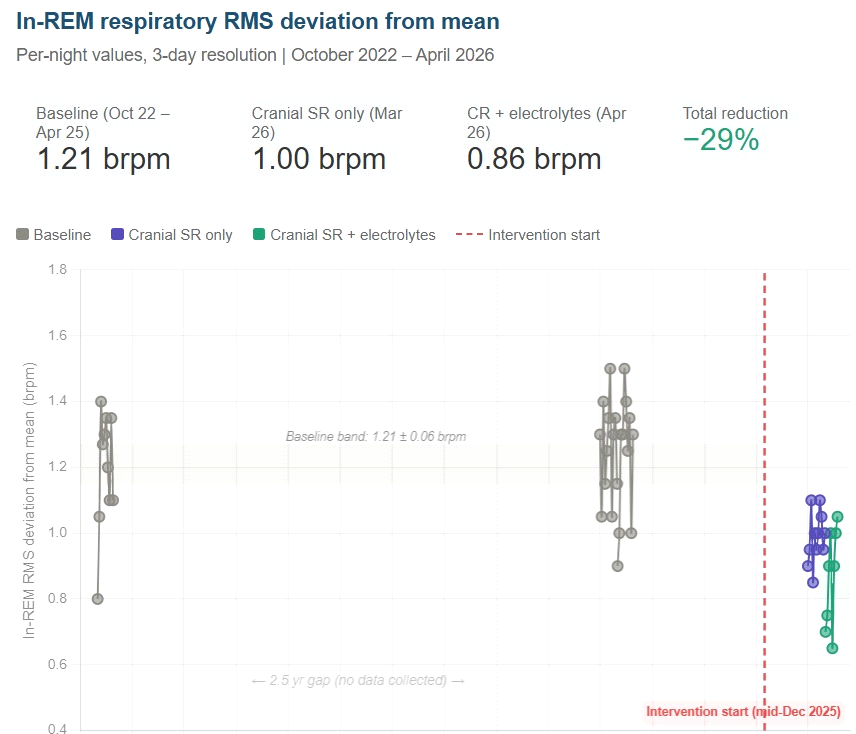 In-REM respiratory RMS deviation from mean
Per-night values, 3-day resolution | October 2022 – April 2026
Baseline (Oct 22 –
Apr 25)
1.21 brpm
Cranial SR only (Mar
26)
1.00 brpm
CR + electrolytes (Apr
26)
0.86 brpm
Total reduction
−29%
Baseline
Cranial SR only
Cranial SR + electrolytes
Intervention start
In-REM RMS deviation from mean (brpm)
1.8
1.6
1.4
1.2
1.0
0.8
0.6
0.4
Baseline band: 1.21 ± 0.06 brpm
← 2.5 yr gap (no data collected) →
Intervention start (mid-Dec 2025)